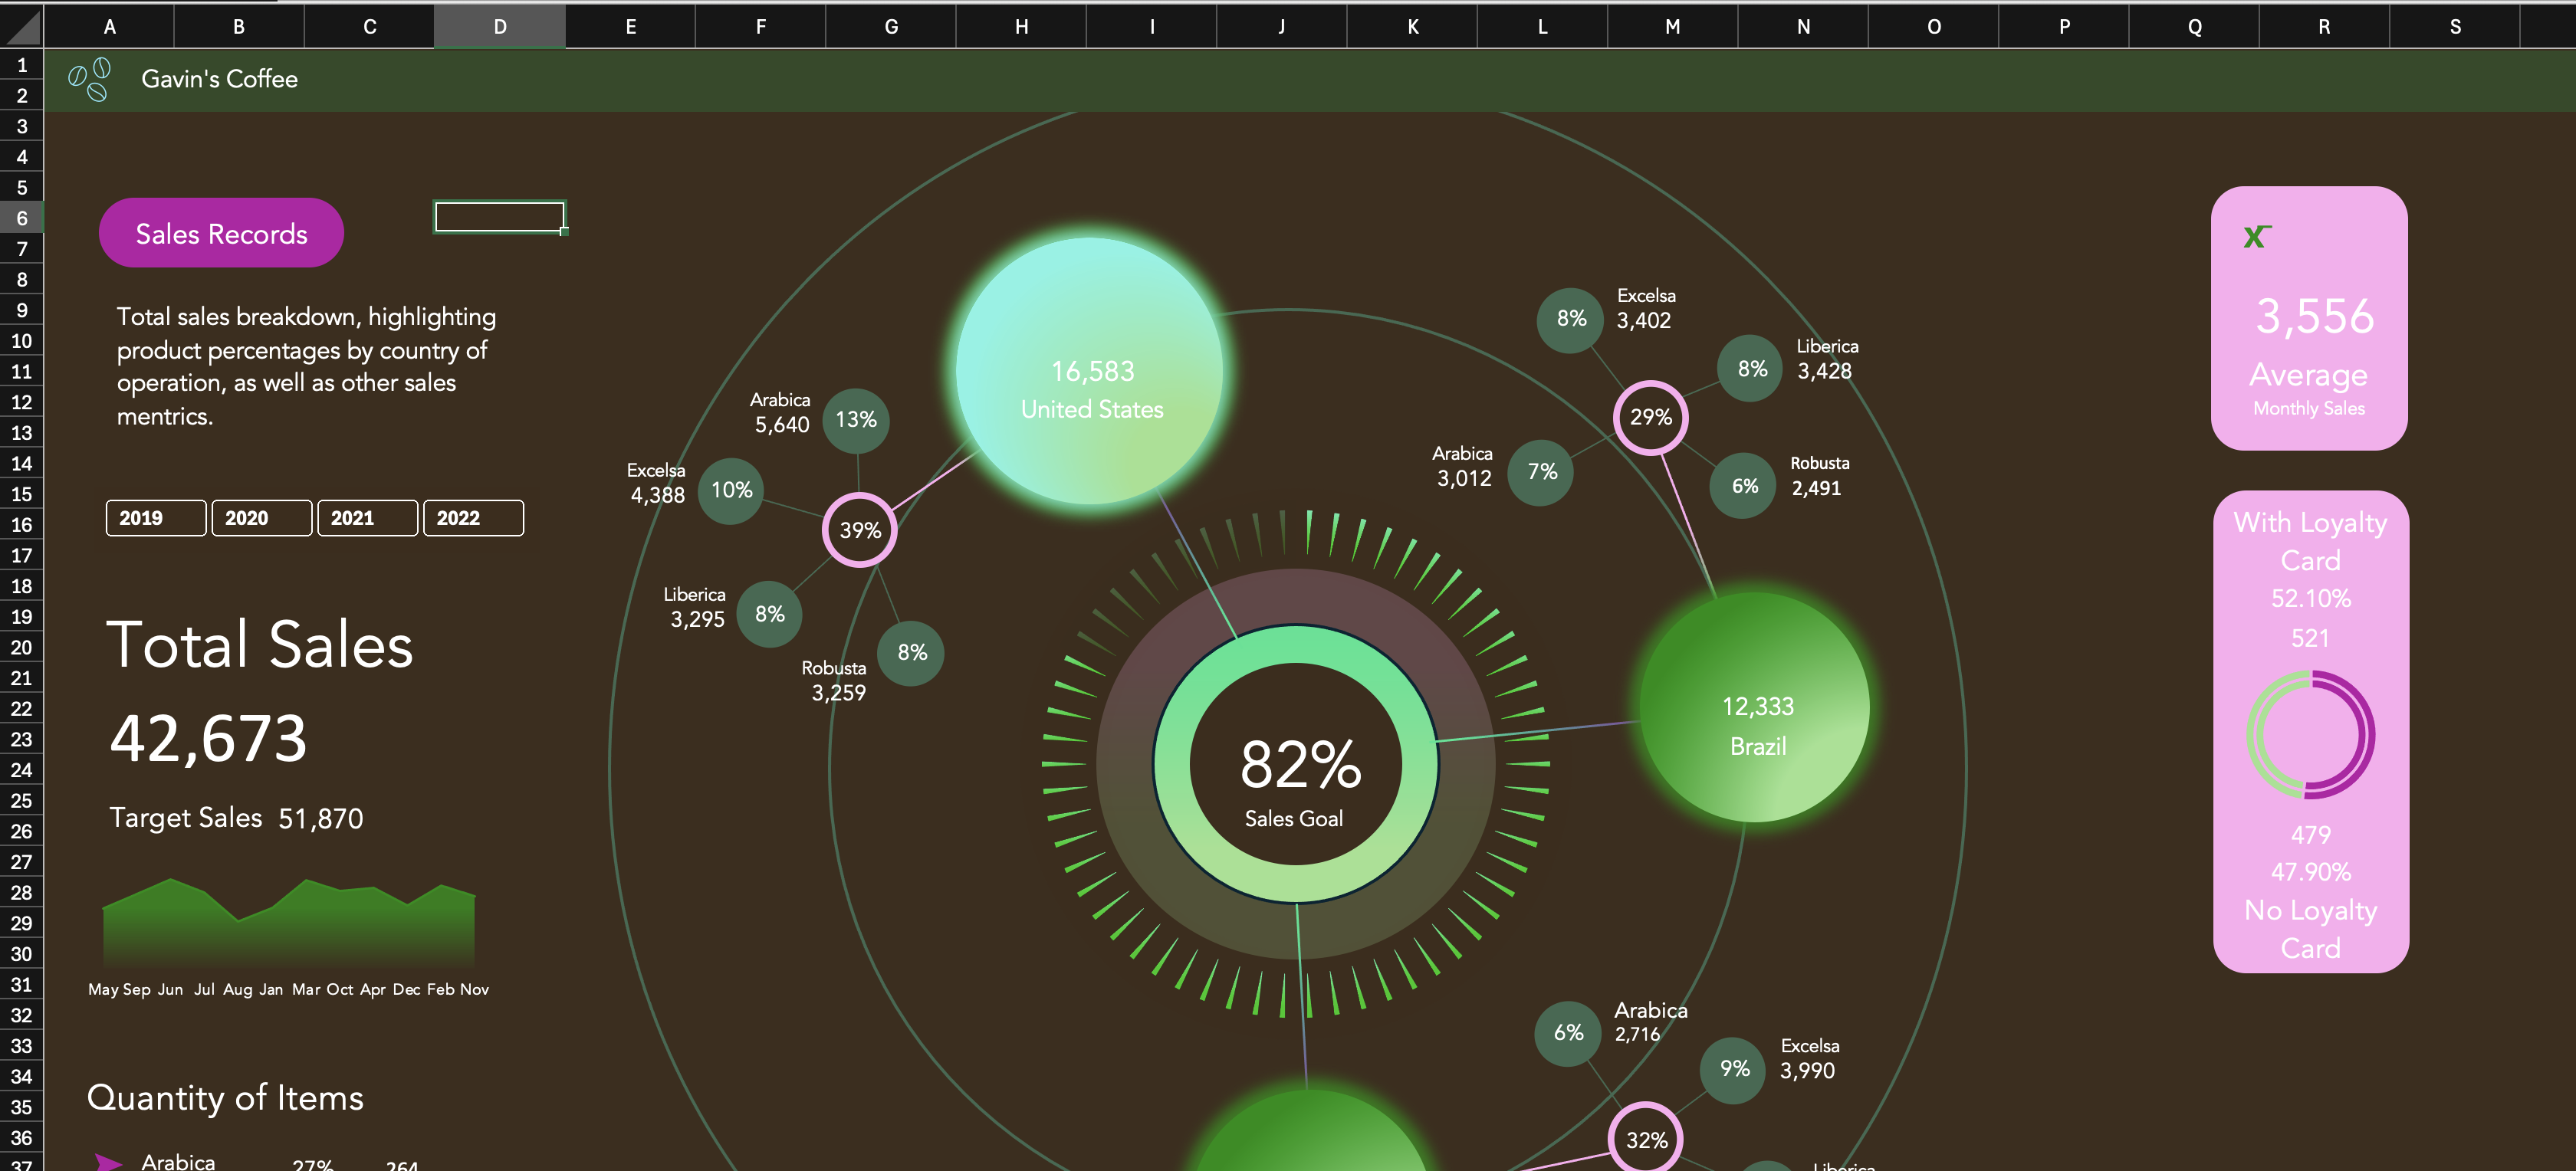 A B C D E F G H I J K L M N O P Q R S
1
2
3
4
5
6
7
8
9
10
11
12
13
14
15
16
17
18
19
20
21
22
23
24
25
26
27
28
29
30
31
32
33
34
35
36
37
Gavin's Coffee
Sales Records
Total sales breakdown, highlighting
product percentages by country of
operation, as well as other sales
mentrics.
2019 2020 2021 2022
Total Sales
42,673
Target Sales 51,870
May Sep Jun Jul Aug Jan Mar Oct Apr Dec Feb Nov
Quantity of Items
Arabica 27% 264
16,583
United States
39%
Arabica
5,640
13%
Excelsa
4,388
10%
Liberica
3,295
8%
Robusta
3,259
8%
82%
Sales Goal
12,333
Brazil
29%
8%
Excelsa
3,402
8%
Liberica
3,428
7%
Arabica
3,012
6%
Robusta
2,491
32%
6%
Arabica
2,716
9%
Excelsa
3,990
Liberica
x̄
3,556
Average
Monthly Sales
With Loyalty
Card
52.10%
521
479
47.90%
No Loyalty
Card